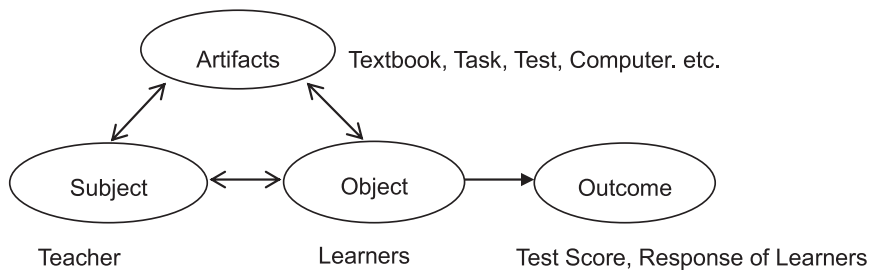 Artifacts
Textbook, Task, Test, Computer. etc.
Subject
Object
Outcome
Teacher
Learners
Test Score, Response of Learners